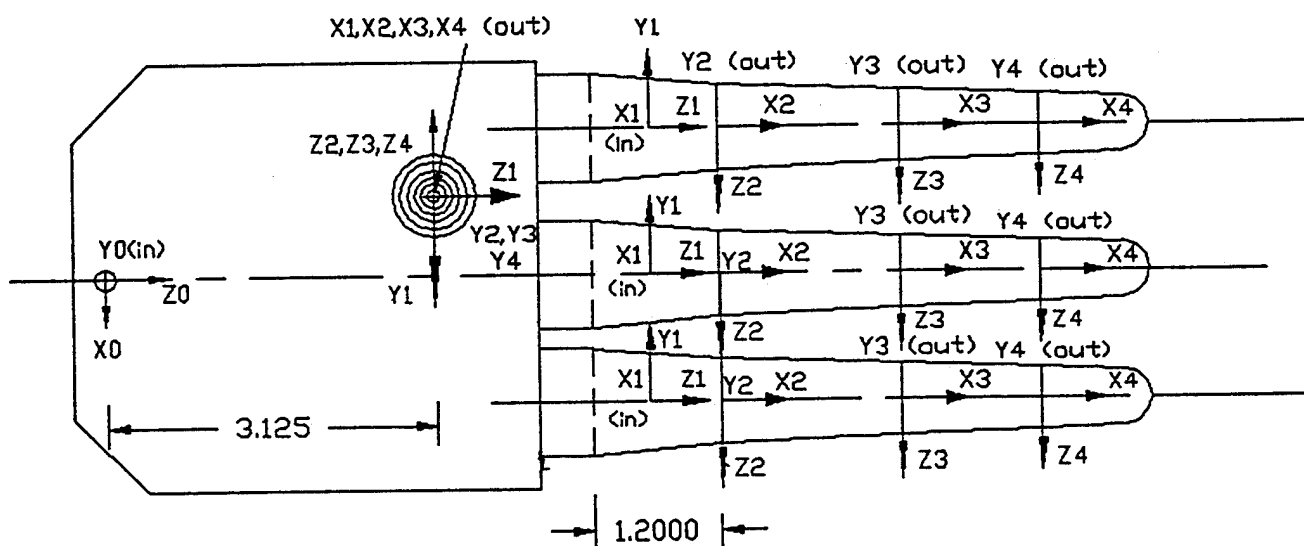 X1,X2,X3,X4 (out)
Y1
Y2 (out)
Y3 (out)
Y4 (out)
X1
(in)
Z1
X2
X3
X4
Z2,Z3,Z4
Z1
Z2
Z3
Z4
Y1
Y3 (out)
Y4 (out)
Y0(in)
Z0
Y2,Y3
Y4
Y1
X1
(in)
Z1
Y2
X2
X3
X4
X0
Z2
Z3
Z4
Y1
Y3 (out)
Y4 (out)
X1
(in)
Z1
Y2
X2
X3
X4
3.125
Z2
Z3
Z4
1.2000